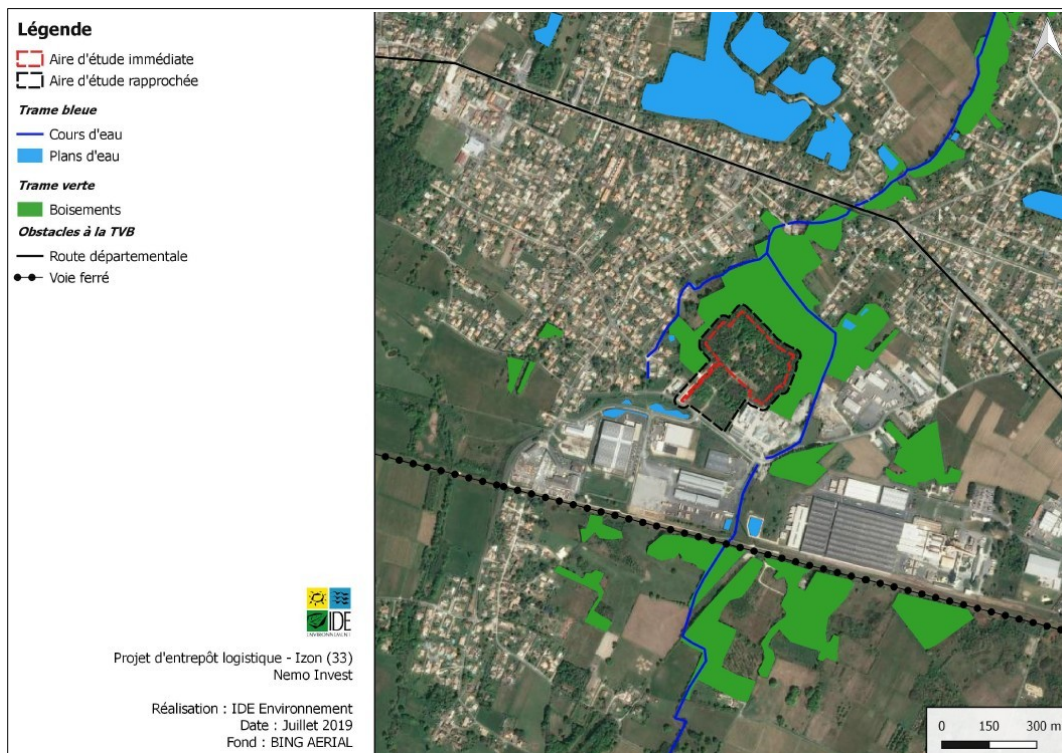 Légende
Aire d'étude immédiate
Aire d'étude rapprochée
Trame bleue
Cours d'eau
Plans d'eau
Trame verte
Boisements
Obstacles à la TVB
Route départementale
Voie ferré
IDE
ENVIRONNEMENT
Projet d'entrepôt logistique - Izon (33)
Nemo Invest
Réalisation : IDE Environnement
Date : Juillet 2019
Fond : BING AERIAL
0 150 300 m